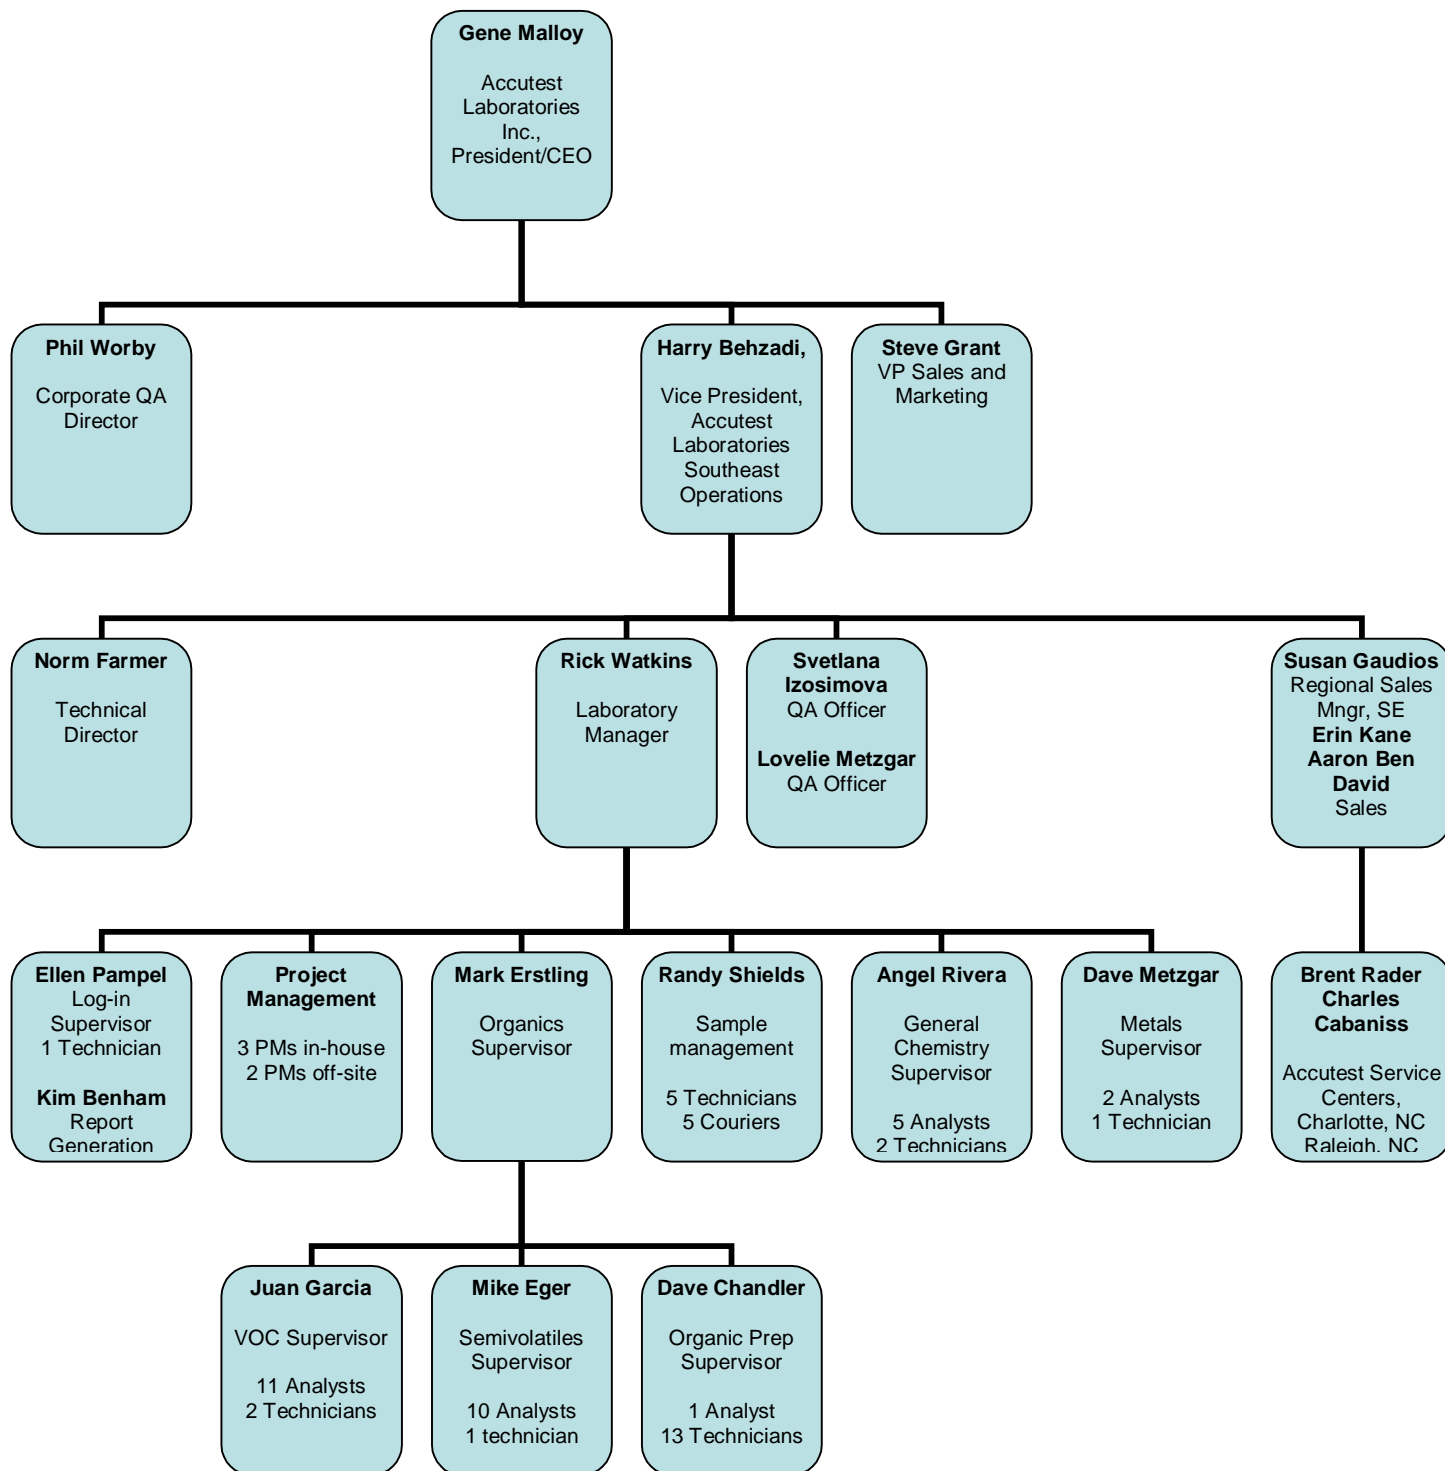 Gene Malloy
Accutest
Laboratories
Inc.,
President/CEO
Phil Worby
Corporate QA
Director
Harry Behzadi,
Vice President,
Accutest
Laboratories
Southeast
Operations
Steve Grant
VP Sales and
Marketing
Norm Farmer
Technical
Director
Rick Watkins
Laboratory
Manager
Svetlana
Izosimova
QA Officer
Lovelie Metzgar
QA Officer
Susan Gaudios
Regional Sales
Mngr, SE
Erin Kane
Aaron Ben
David
Sales
Ellen Pampel
Log-in
Supervisor
1 Technician
Kim Benham
Report
Generation
Project
Management
3 PMs in-house
2 PMs off-site
Mark Erstling
Organics
Supervisor
Randy Shields
Sample
management
5 Technicians
5 Couriers
Angel Rivera
General
Chemistry
Supervisor
5 Analysts
2 Technicians
Dave Metzgar
Metals
Supervisor
2 Analysts
1 Technician
Brent Rader
Charles
Cabaniss
Accutest Service
Centers,
Charlotte, NC
Raleigh, NC
Juan Garcia
VOC Supervisor
11 Analysts
2 Technicians
Mike Eger
Semivolatiles
Supervisor
10 Analysts
1 technician
Dave Chandler
Organic Prep
Supervisor
1 Analyst
13 Technicians